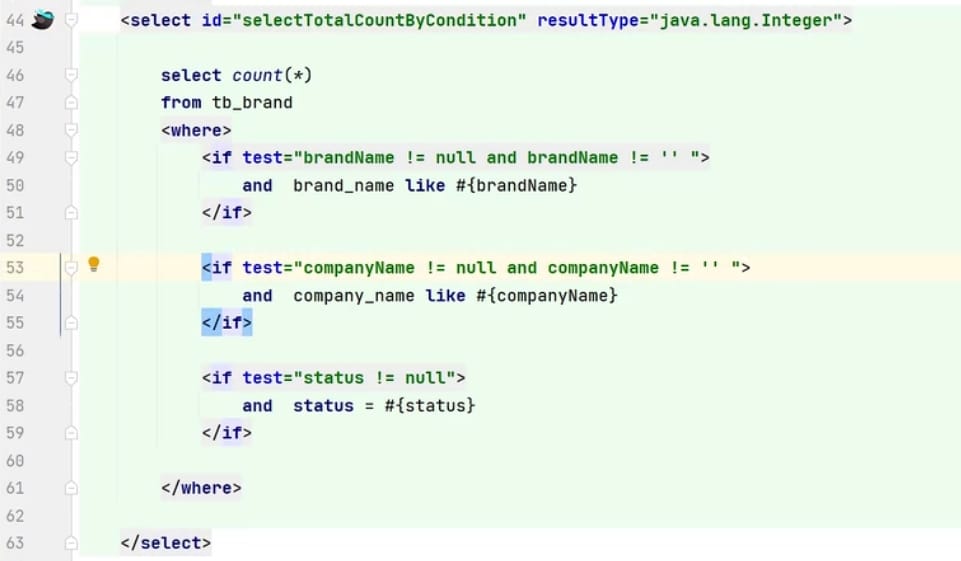 44 <select id="selectTotalCountByCondition" resultType="java.lang.Integer">
45
46 select count(*)
47 from tb_brand
48 <where>
49 <if test="brandName != null and brandName != '' ">
50 and  brand_name like #{brandName}
51 </if>
52
53 <if test="companyName != null and companyName != '' ">
54 and  company_name like #{companyName}
55 </if>
56
57 <if test="status != null">
58 and  status = #{status}
59 </if>
60
61 </where>
62
63 </select>